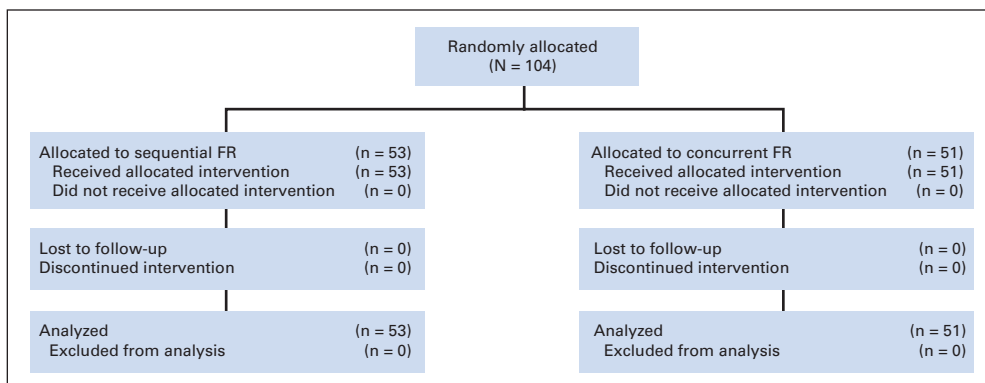 Randomly allocated
(N = 104)
Allocated to sequential FR (n = 53)
Received allocated intervention (n = 53)
Did not receive allocated intervention (n = 0)
Allocated to concurrent FR (n = 51)
Received allocated intervention (n = 51)
Did not receive allocated intervention (n = 0)
Lost to follow-up (n = 0)
Discontinued intervention (n = 0)
Lost to follow-up (n = 0)
Discontinued intervention (n = 0)
Analyzed (n = 53)
Excluded from analysis (n = 0)
Analyzed (n = 51)
Excluded from analysis (n = 0)